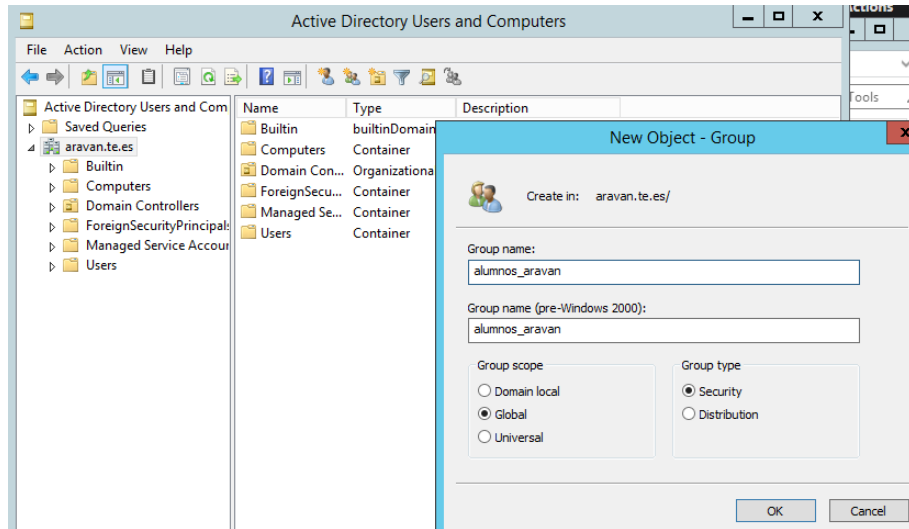 Active Directory Users and Computers
ctions
File Action View Help
Tools
Active Directory Users and Com
Saved Queries
aravan.te.es
Builtin
Computers
Domain Controllers
ForeignSecurityPrincipals
Managed Service Accour
Users
Name Type Description
Builtin builtinDomain
Computers Container
Domain Con... Organizationa
ForeignSecu... Container
Managed Se... Container
Users Container
New Object - Group
Create in: aravan.te.es/
Group name:
alumnos_aravan
Group name (pre-Windows 2000):
alumnos_aravan
Group scope
Domain local
Global
Universal
Group type
Security
Distribution
OK Cancel